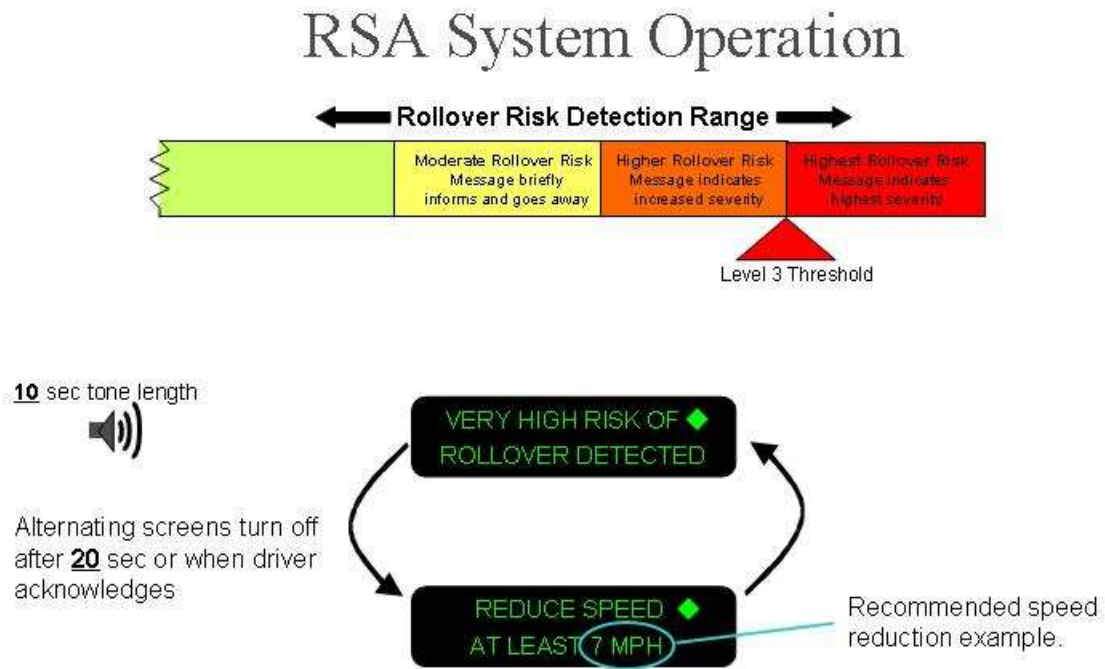 RSA System Operation
Rollover Risk Detection Range
Moderate Rollover Risk
Message briefly
informs and goes away
Higher Rollover Risk
Message indicates
increased severity
Highest Rollover Risk
Message indicates
highest severity
Level 3 Threshold
10 sec tone length
VERY HIGH RISK OF
ROLLOVER DETECTED
Alternating screens turn off
after 20 sec or when driver
acknowledges
REDUCE SPEED
AT LEAST 7 MPH
Recommended speed
reduction example.